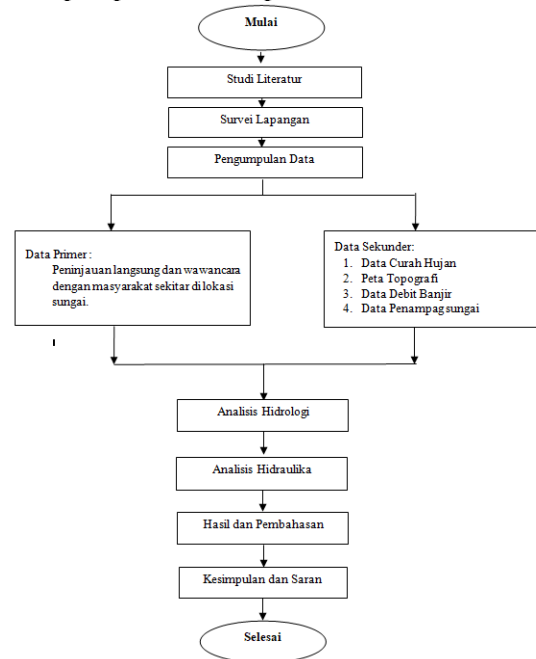 Mulai
Studi Literatur
Survei Lapangan
Pengumpulan Data
Data Primer :
Peninjauan langsung dan wawancara
dengan masyarakat sekitar di lokasi
sungai.
Data Sekunder:
1. Data Curah Hujan
2. Peta Topografi
3. Data Debit Banjir
4. Data Penampag sungai
Analisis Hidrologi
Analisis Hidraulika
Hasil dan Pembahasan
Kesimpulan dan Saran
Selesai